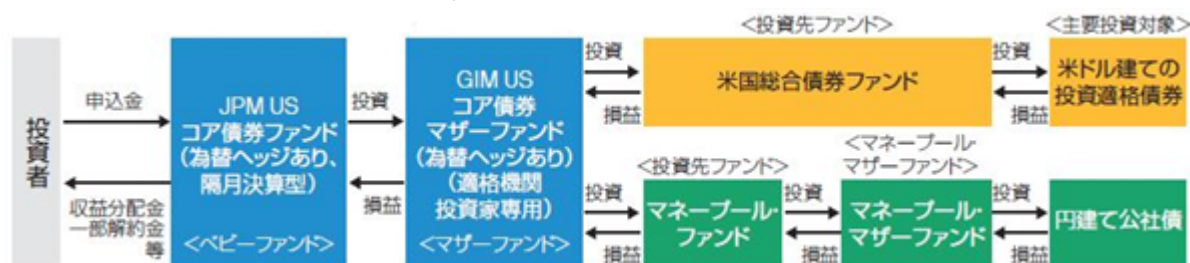 投資者
申込金
収益分配金
一部解約金
等
JPM US
コア債券ファンド
(為替ヘッジあり、
隔月決算型)
<ベビーファンド>
投資
損益
GIM US
コア債券
マザーファンド
(為替ヘッジあり)
(適格機関
投資家専用)
<マザーファンド>
投資
損益
<投資先ファンド>
米国総合債券ファンド
投資
損益
<主要投資対象>
米ドル建ての
投資適格債券
投資
損益
<投資先ファンド>
マネープール・
ファンド
投資
損益
<マネープール・
マザーファンド>
マネープール・
マザーファンド
投資
損益
円建て公社債